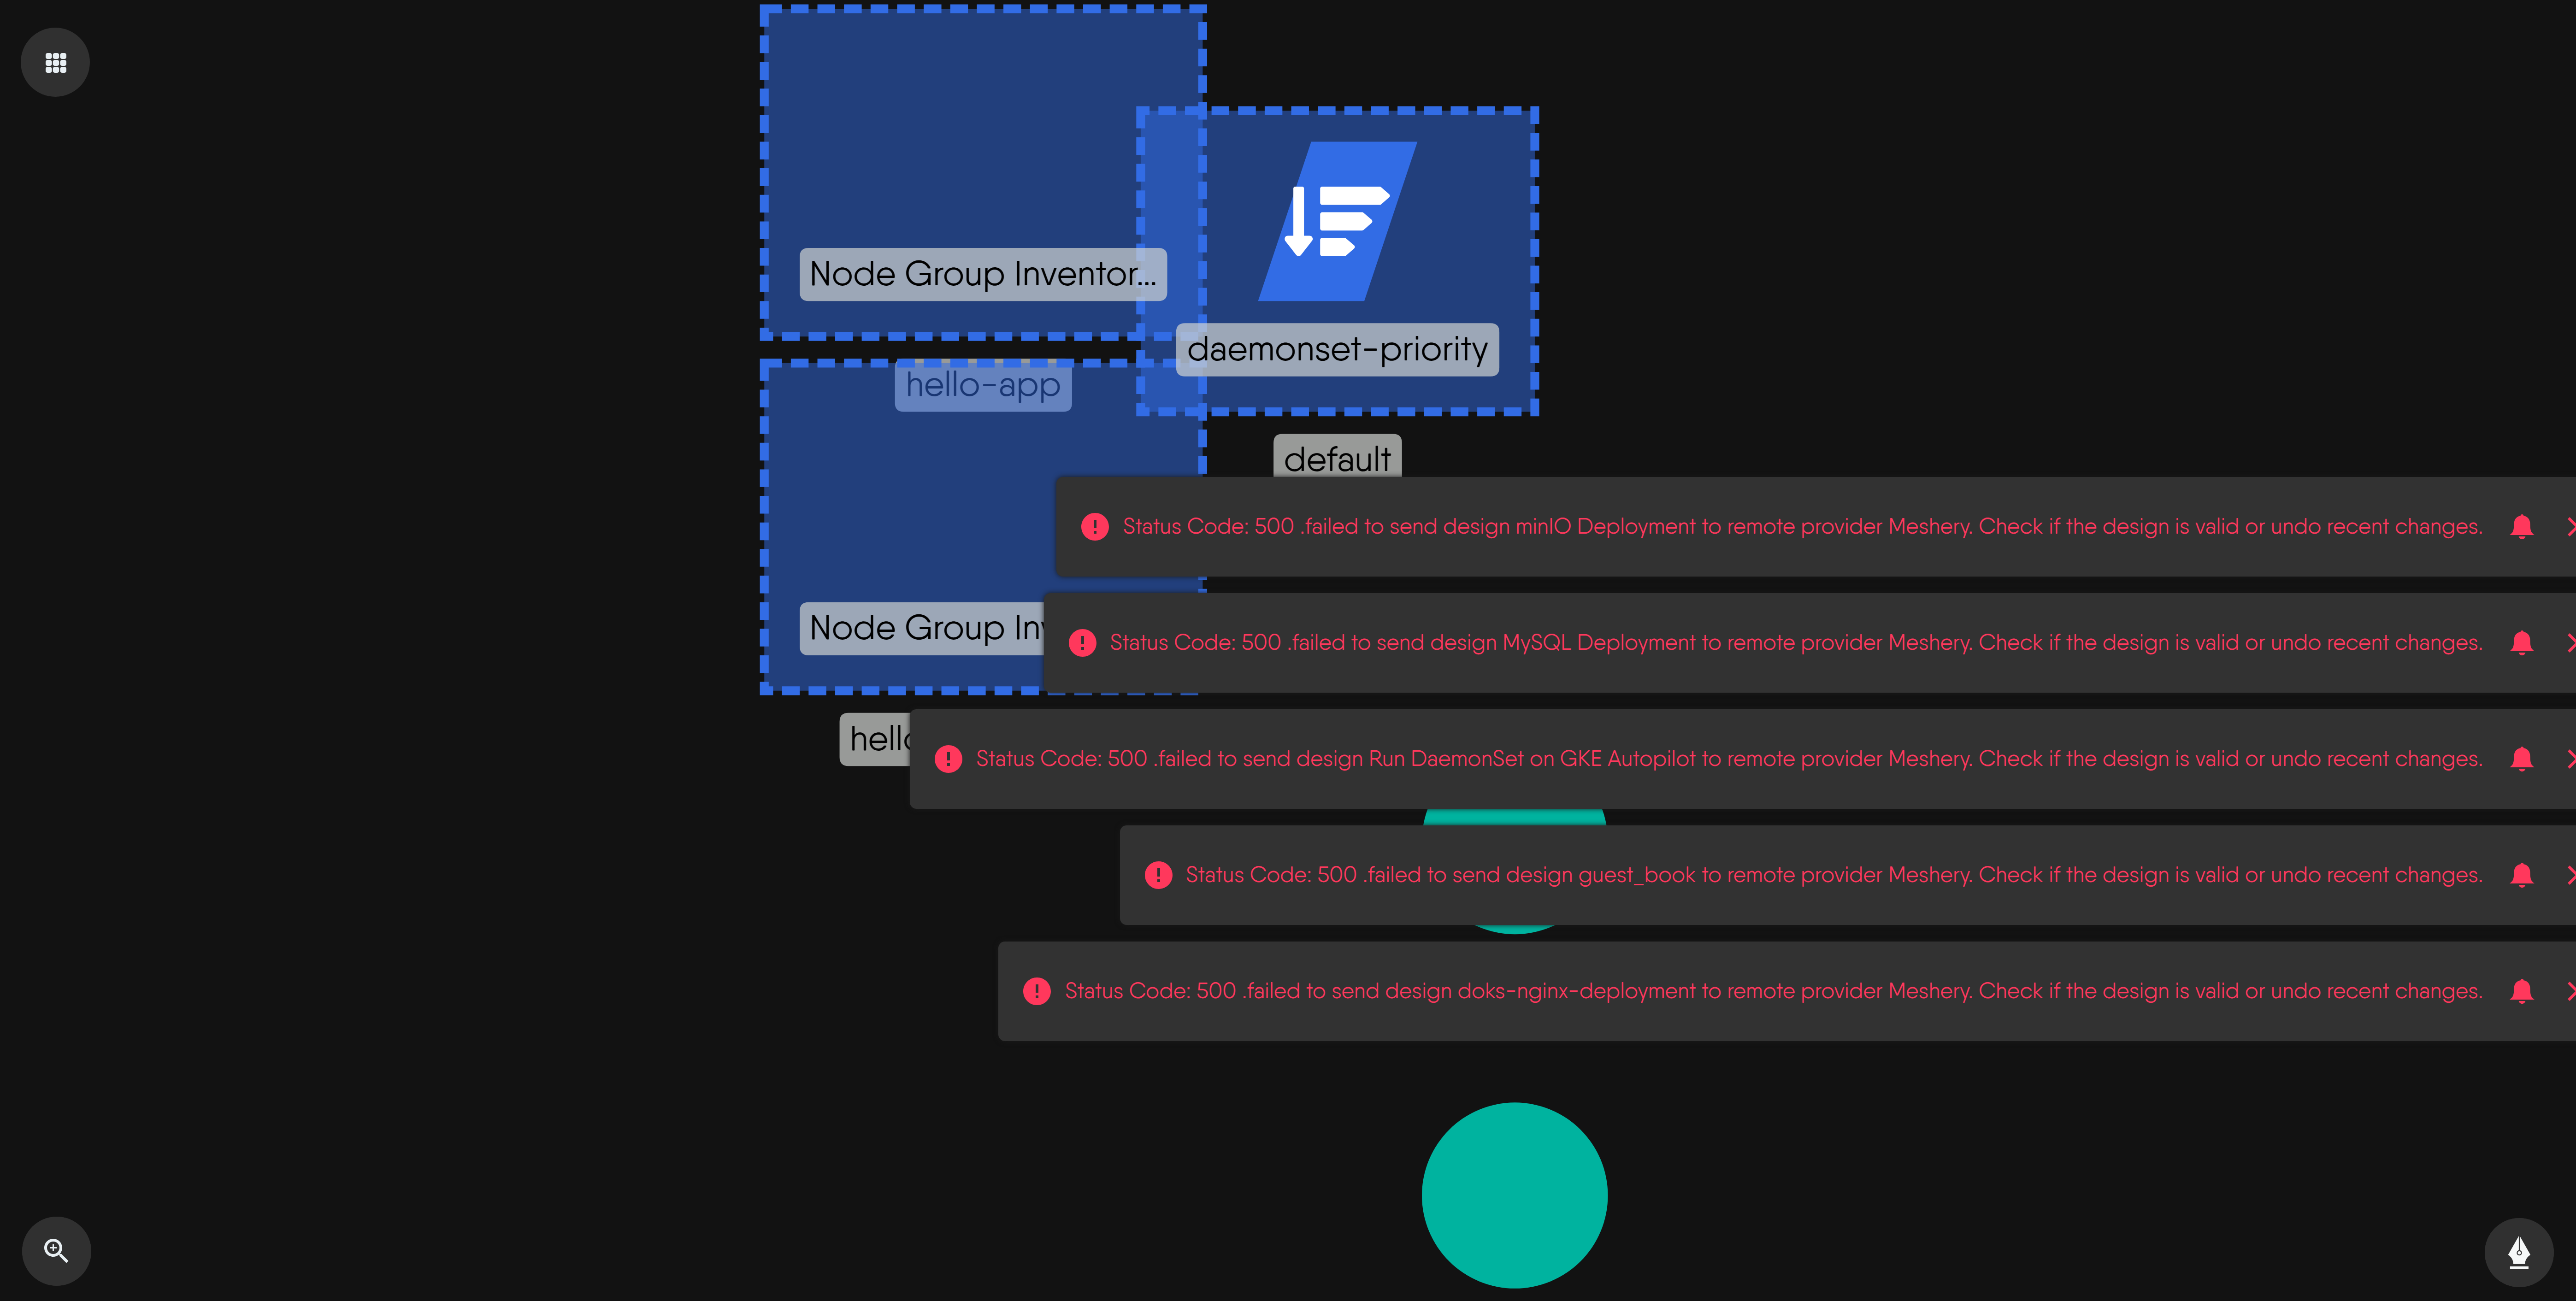 Node Group Inventor...
daemonset-priority
hello-app
default
Status Code: 500 .failed to send design minIO Deployment to remote provider Meshery. Check if the design is valid or undo recent changes.
Node Group
Status Code: 500 .failed to send design MySQL Deployment to remote provider Meshery. Check if the design is valid or undo recent changes.
Status Code: 500 .failed to send design Run DaemonSet on GKE Autopilot to remote provider Meshery. Check if the design is valid or undo recent changes.
Status Code: 500 .failed to send design guest_book to remote provider Meshery. Check if the design is valid or undo recent changes.
Status Code: 500 .failed to send design doks-nginx-deployment to remote provider Meshery. Check if the design is valid or undo recent changes.